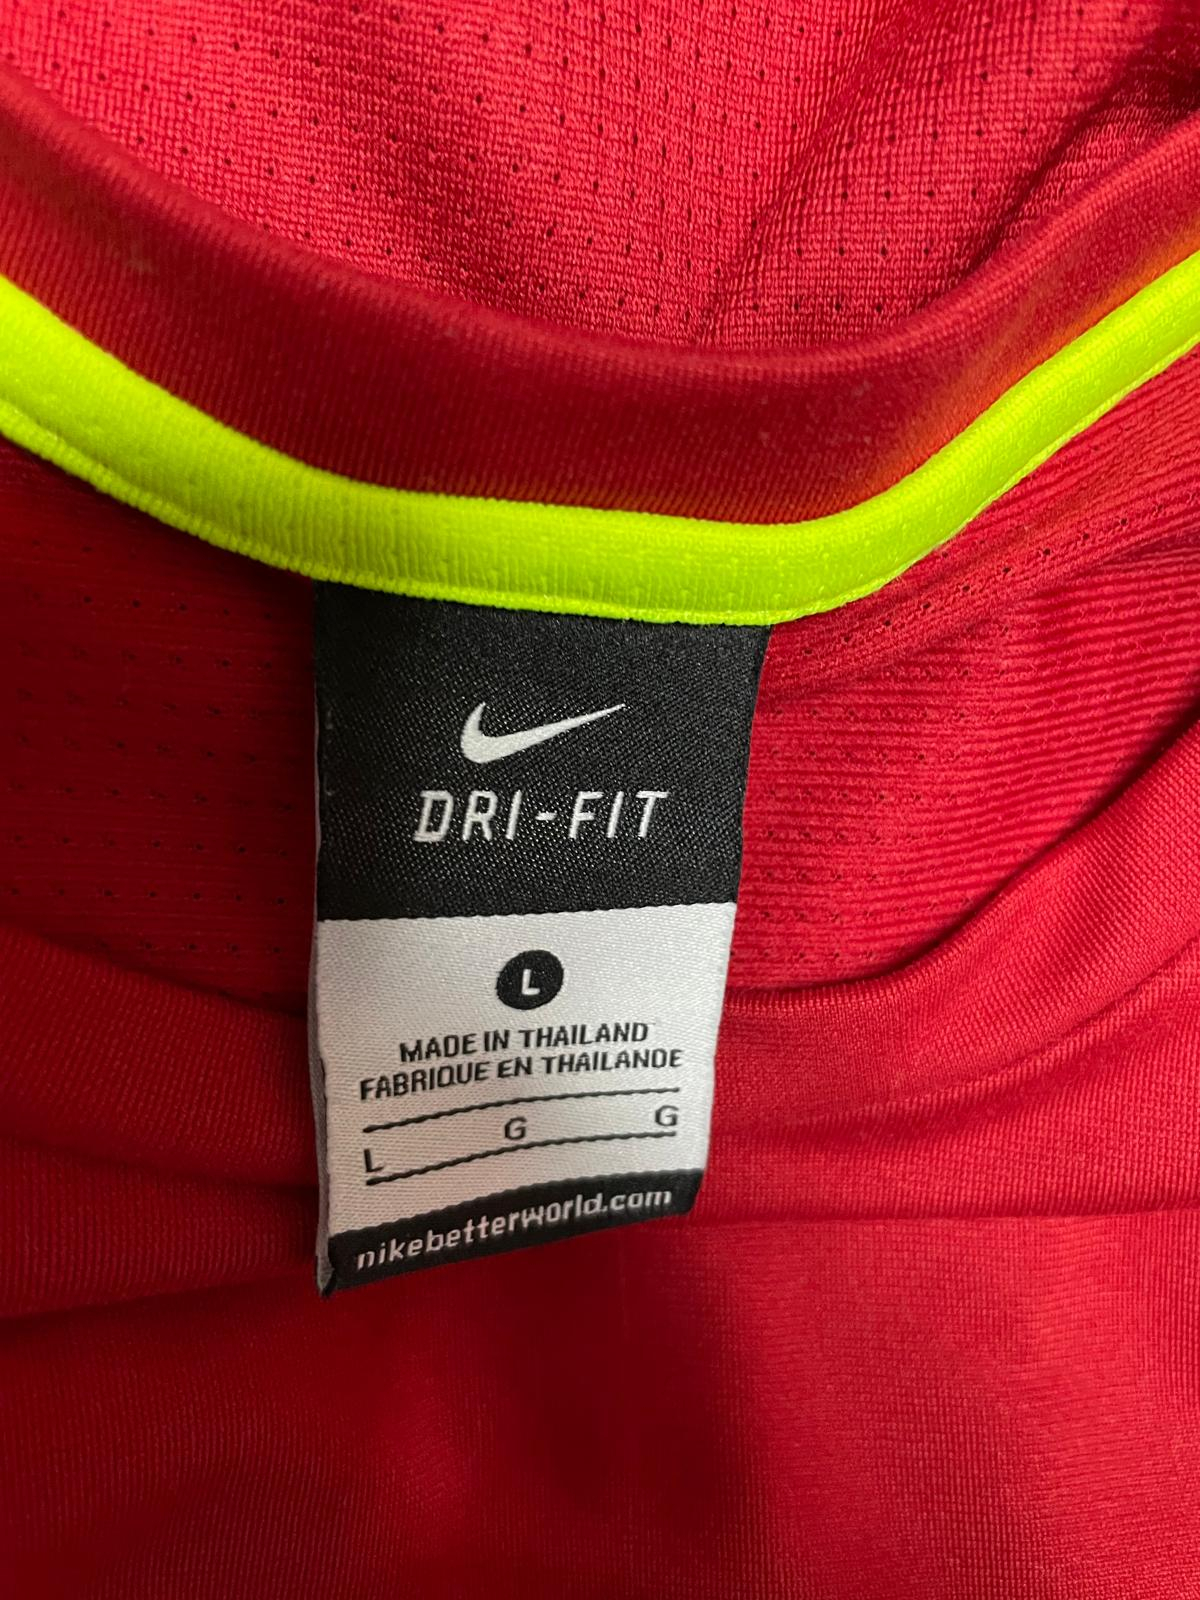 DRI-FIT
L
MADE IN THAILAND
FABRIQUE EN THAILANDE
L G G
nikebetterworld.com